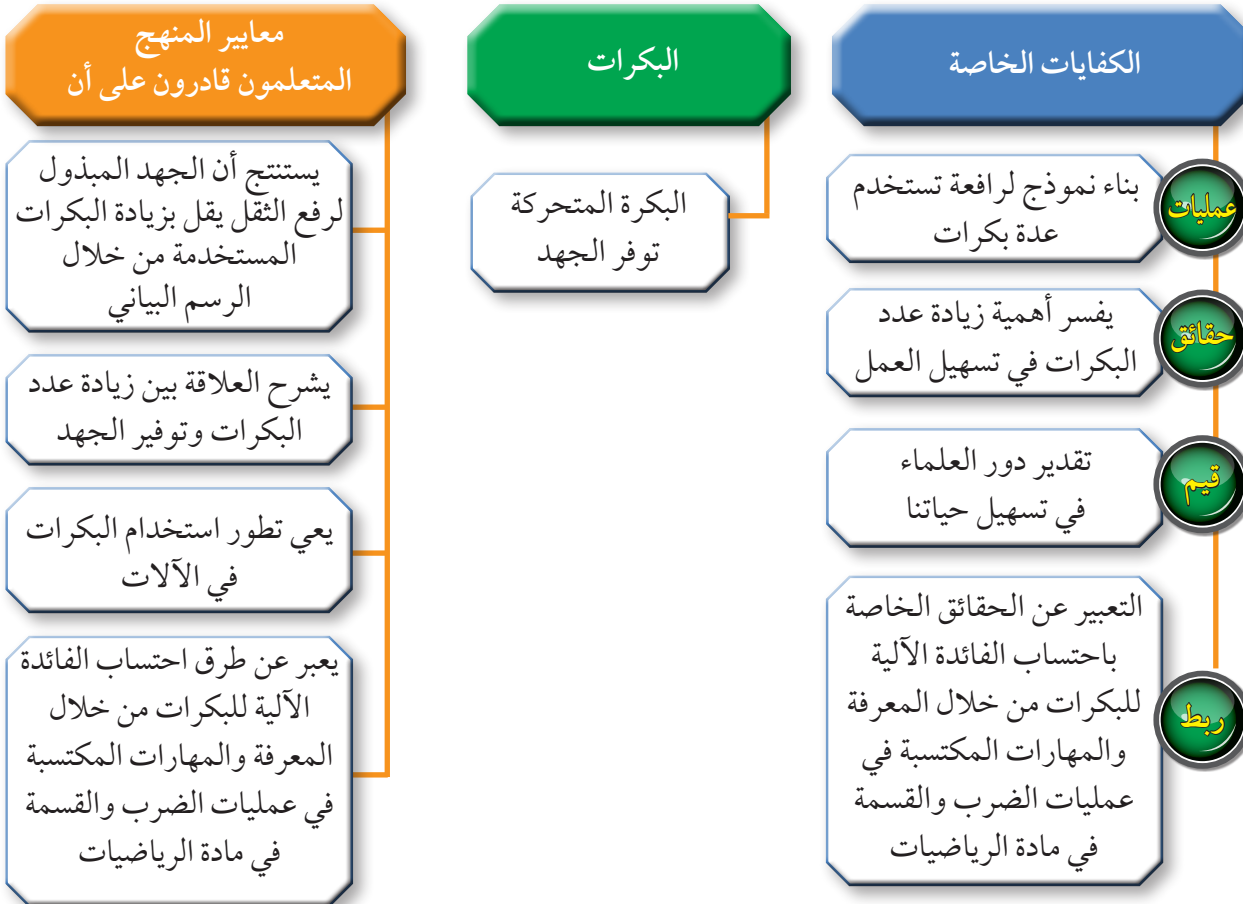 الكفايات الخاصة
عمليات
بناء نموذج لرافعة تستخدم
عدة بكرات
حقائق
يفسر أهمية زيادة عدد
البكرات في تسهيل العمل
قيم
تقدير دور العلماء
في تسهيل حياتنا
ربط
التعبير عن الحقائق الخاصة
باحتساب الفائدة الآلية
للبكرات من خلال المعرفة
والمهارات المكتسبة في
عمليات الضرب والقسمة
في مادة الرياضيات
البكرات
البكرة المتحركة
توفر الجهد
معايير المنهج
المتعلمون قادرون على أن
يستنتج أن الجهد المبذول
لرفع الثقل يقل بزيادة البكرات
المستخدمة من خلال
الرسم البياني
يشرح العلاقة بين زيادة عدد
البكرات وتوفير الجهد
يعي تطور استخدام البكرات
في الآلات
يعبر عن طرق احتساب الفائدة
الآلية للبكرات من خلال
المعرفة والمهارات المكتسبة
في عمليات الضرب والقسمة
في مادة الرياضيات